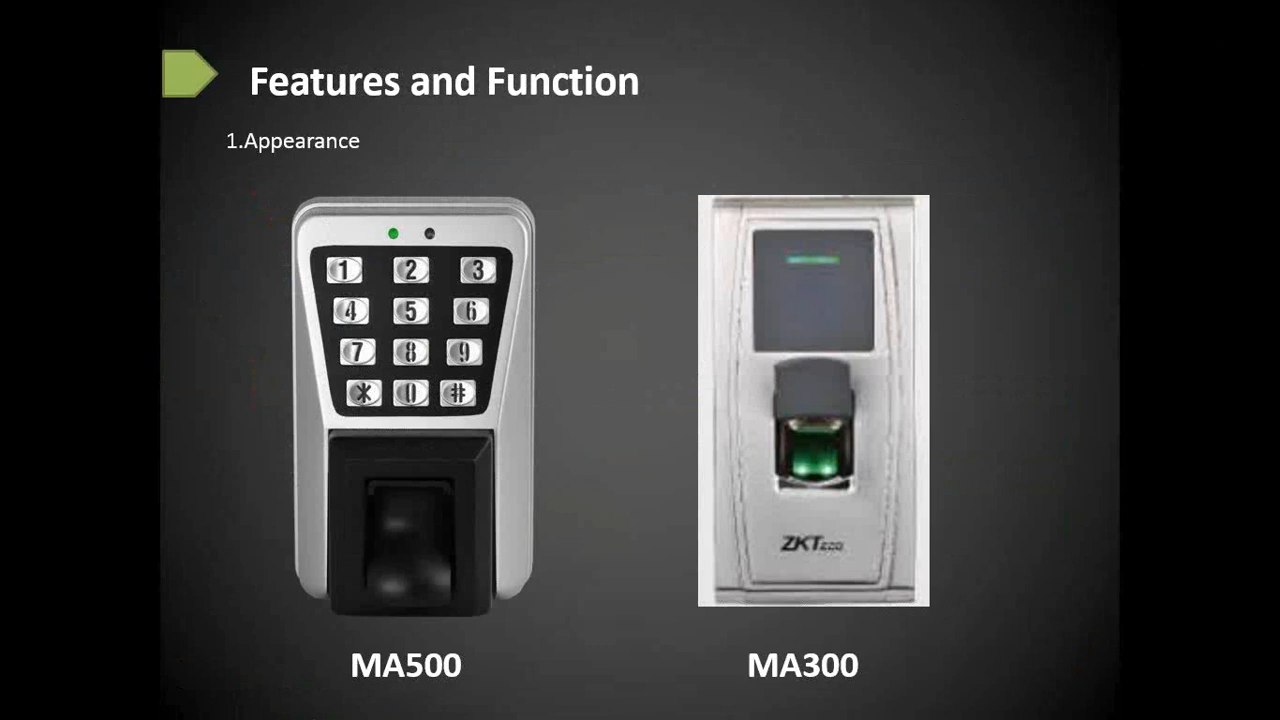 Features and Function
1.Appearance
1 2 3
4 5 6
7 8 9
* 0 #
ZKTeco
MA500
MA300